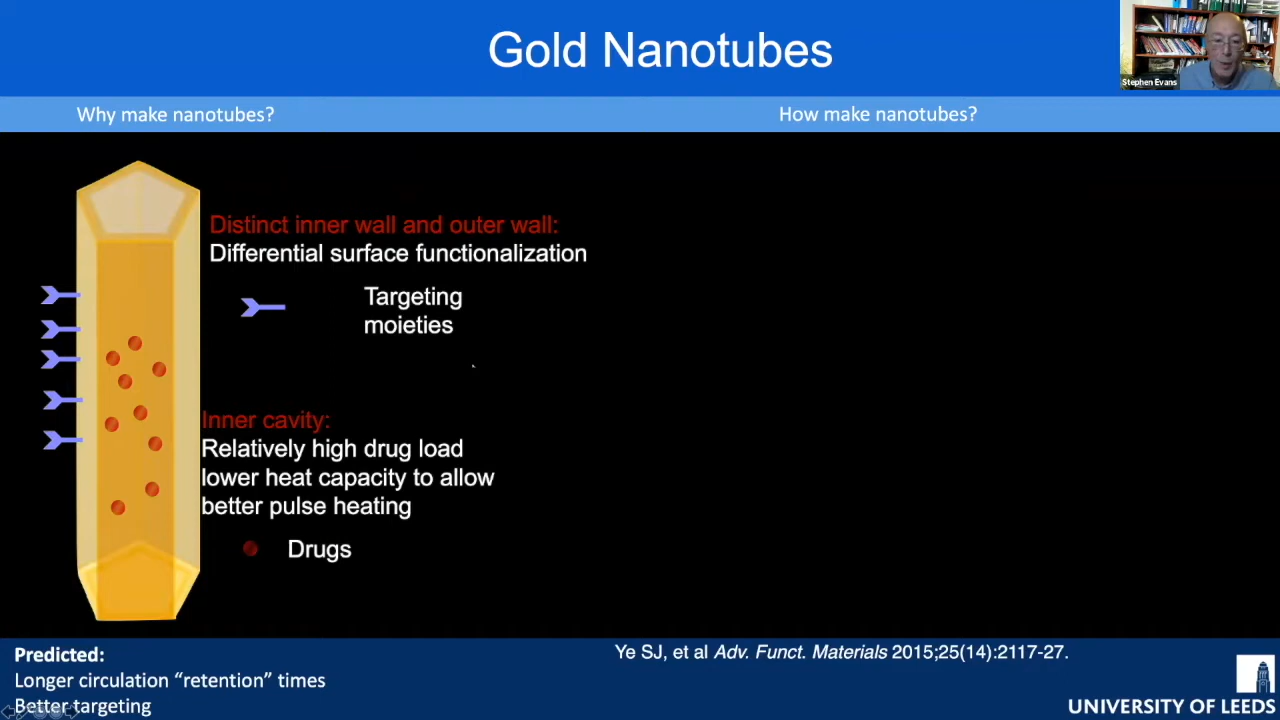 Gold Nanotubes
Stephen Evans
Why make nanotubes?
How make nanotubes?
Distinct inner wall and outer wall:
Differential surface functionalization
Targeting
moieties
Inner cavity:
Relatively high drug load
lower heat capacity to allow
better pulse heating
Drugs
Predicted:
Longer circulation “retention” times
Better targeting
Ye SJ, et al Adv. Funct. Materials 2015;25(14):2117-27.
UNIVERSITY OF LEEDS